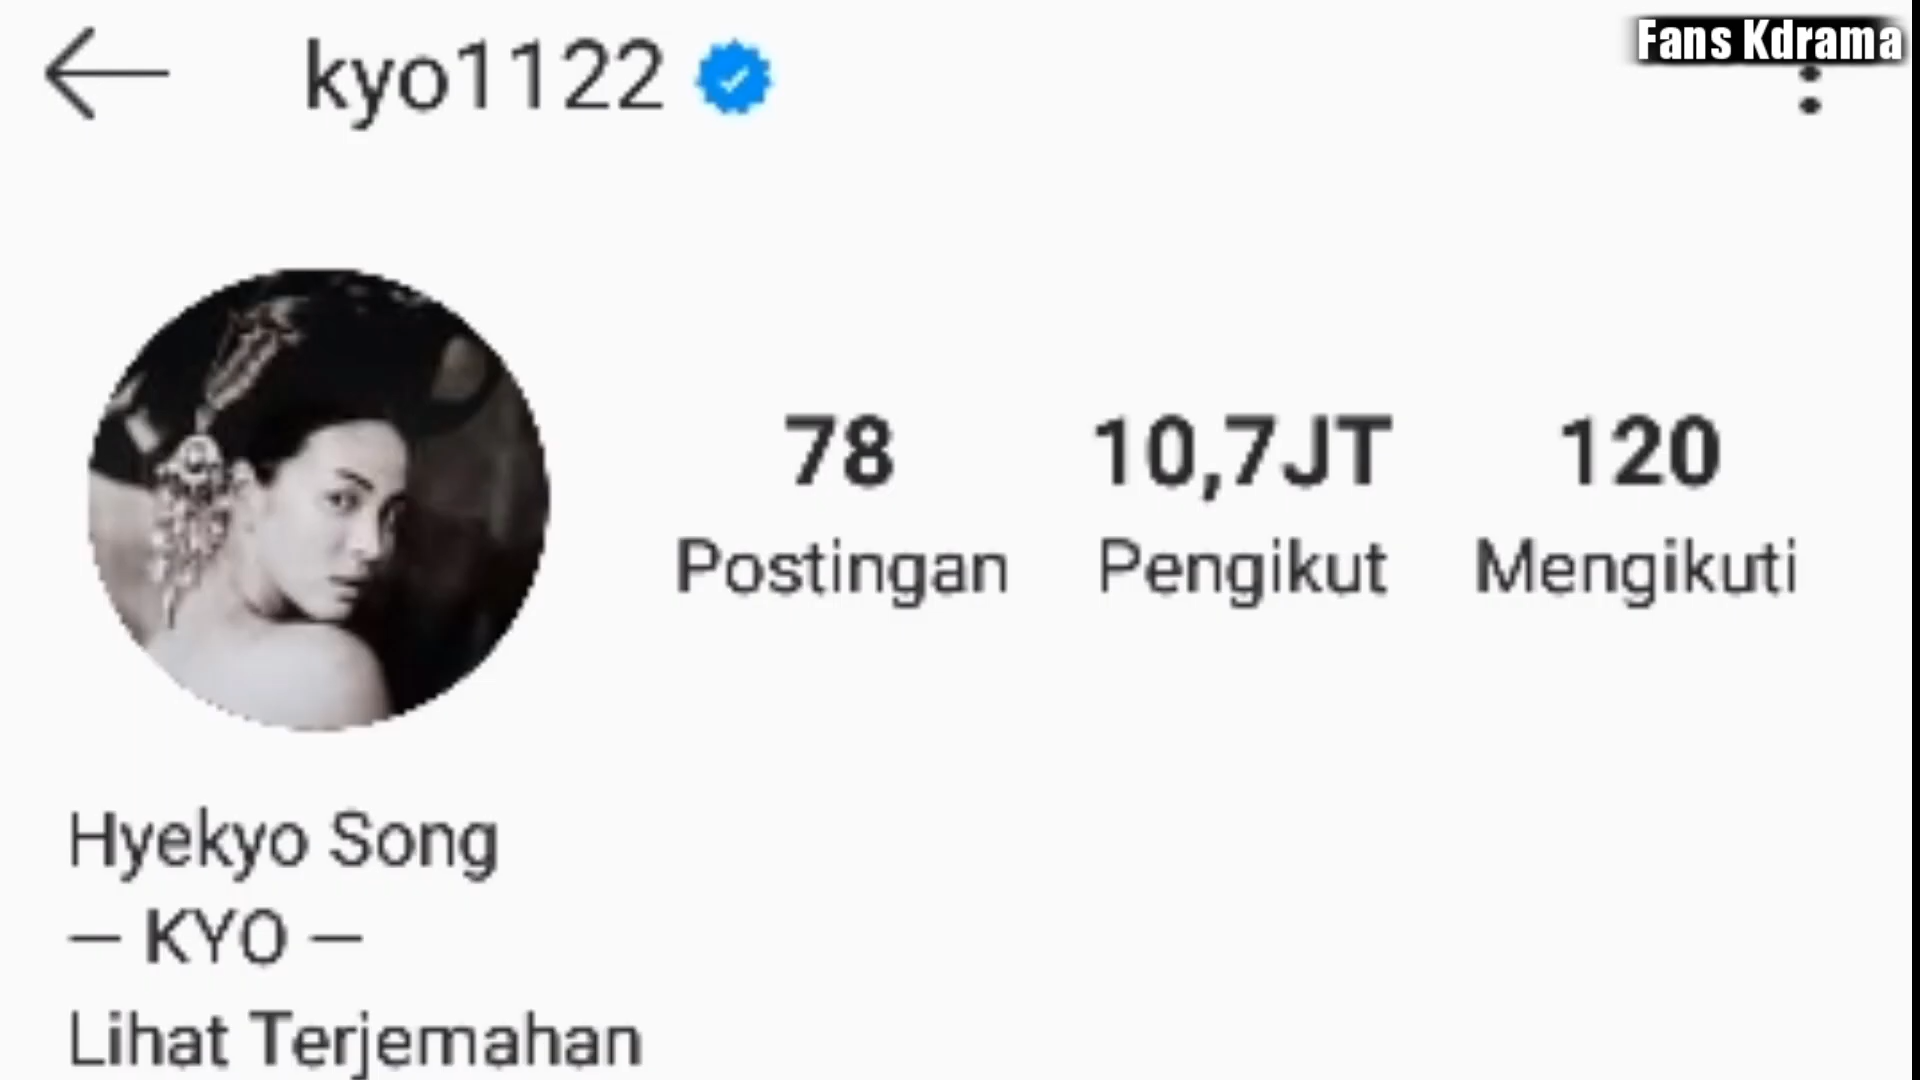 kyo1122
Fans Kdrama
78 10,7JT 120
Postingan Pengikut Mengikuti
Hyekyo Song
— KYO —
Lihat Terjemahan